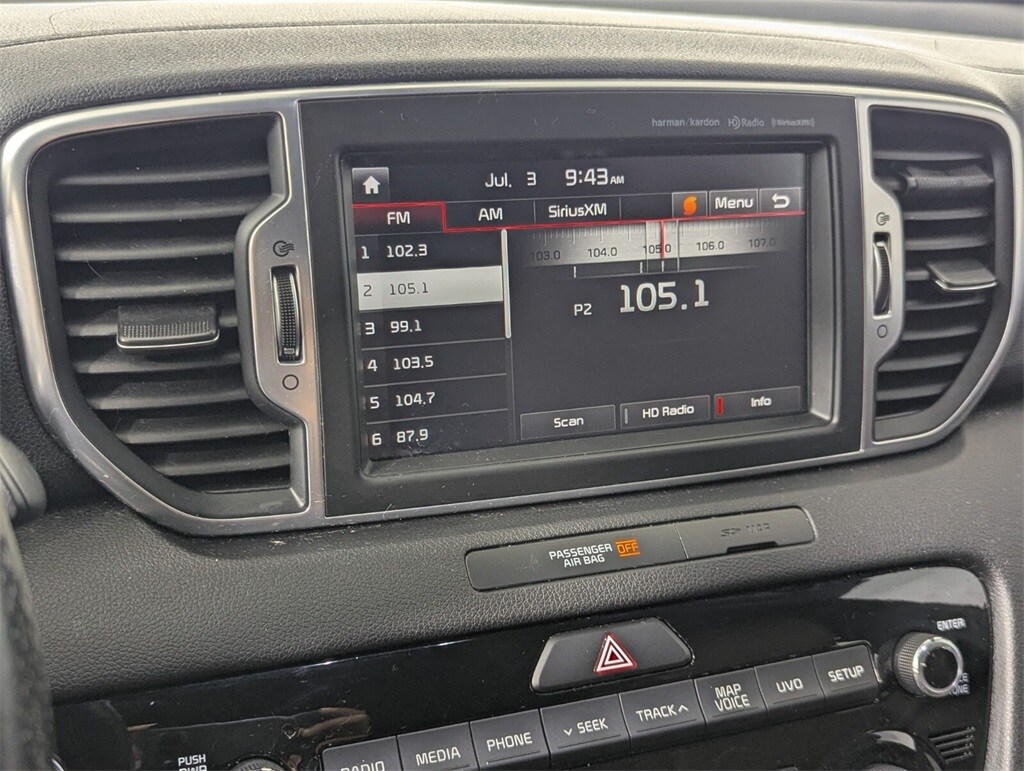 harman/kardon HD Radio ((SiriusXM))
Jul. 3 9:43 AM
FM AM SiriusXM Menu
1 102.3
2 105.1
3 99.1
4 103.5
5 104.7
6 87.9
103.0 104.0 105.0 106.0 107.0
P2 105.1
Scan HD Radio Info
PASSENGER OFF
AIR BAG
SD MAP
ENTER
RADIO MEDIA PHONE SEEK TRACK MAP VOICE UVO SETUP
PUSH
PWR